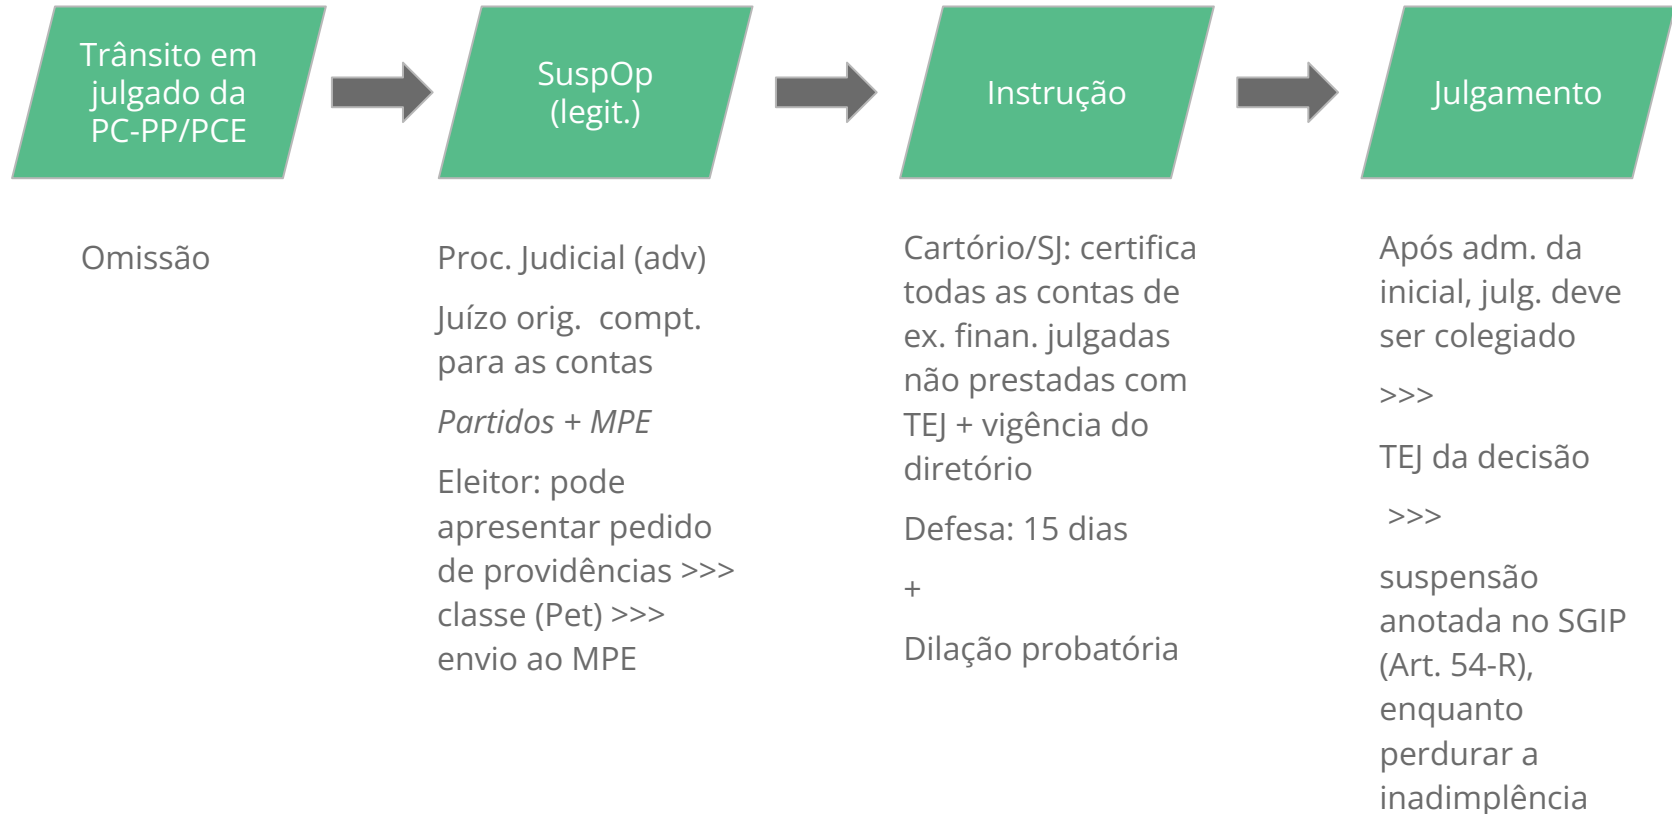 Trânsito em
julgado da
PC-PP/PCE
SuspOp
(legit.)
Instrução
Julgamento
Omissão
Proc. Judicial (adv)
Juízo orig. compt.
para as contas
Partidos + MPE
Eleitor: pode
apresentar pedido
de providências >>>
classe (Pet) >>>
envio ao MPE
Cartório/SJ: certifica
todas as contas de
ex. finan. julgadas
não prestadas com
TEJ + vigência do
diretório
Defesa: 15 dias
+
Dilação probatória
Após adm. da
inicial, julg. deve
ser colegiado
>>>
TEJ da decisão
>>>
suspensão
anotada no SGIP
(Art. 54-R),
enquanto
perdurar a
inadimplência